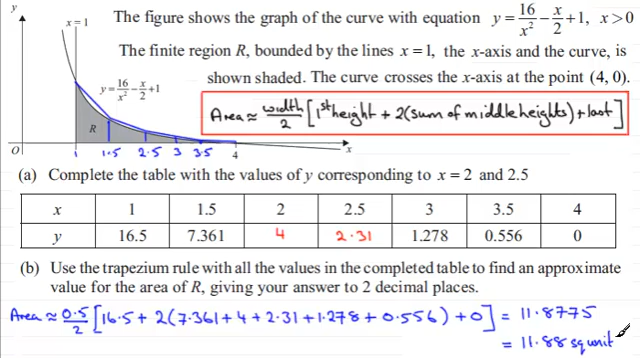 The figure shows the graph of the curve with equation y = 16/x² − x/2 + 1, x > 0
The finite region R, bounded by the lines x = 1, the x-axis and the curve, is
shown shaded. The curve crosses the x-axis at the point (4, 0).
y
x = 1
y = 16/x² − x/2 + 1
R
O
1 1.5 2.5 3 3.5 4
x
Area ≈ width/2 [1st height + 2(sum of middle heights) + last]
(a) Complete the table with the values of y corresponding to x = 2 and 2.5
x 1 1.5 2 2.5 3 3.5 4
y 16.5 7.361 4 2.31 1.278 0.556 0
(b) Use the trapezium rule with all the values in the completed table to find an approximate
value for the area of R, giving your answer to 2 decimal places.
Area ≈ 0.5/2 [16.5 + 2(7.361 + 4 + 2.31 + 1.278 + 0.556) + 0] = 11.8775
= 11.88 sq unit